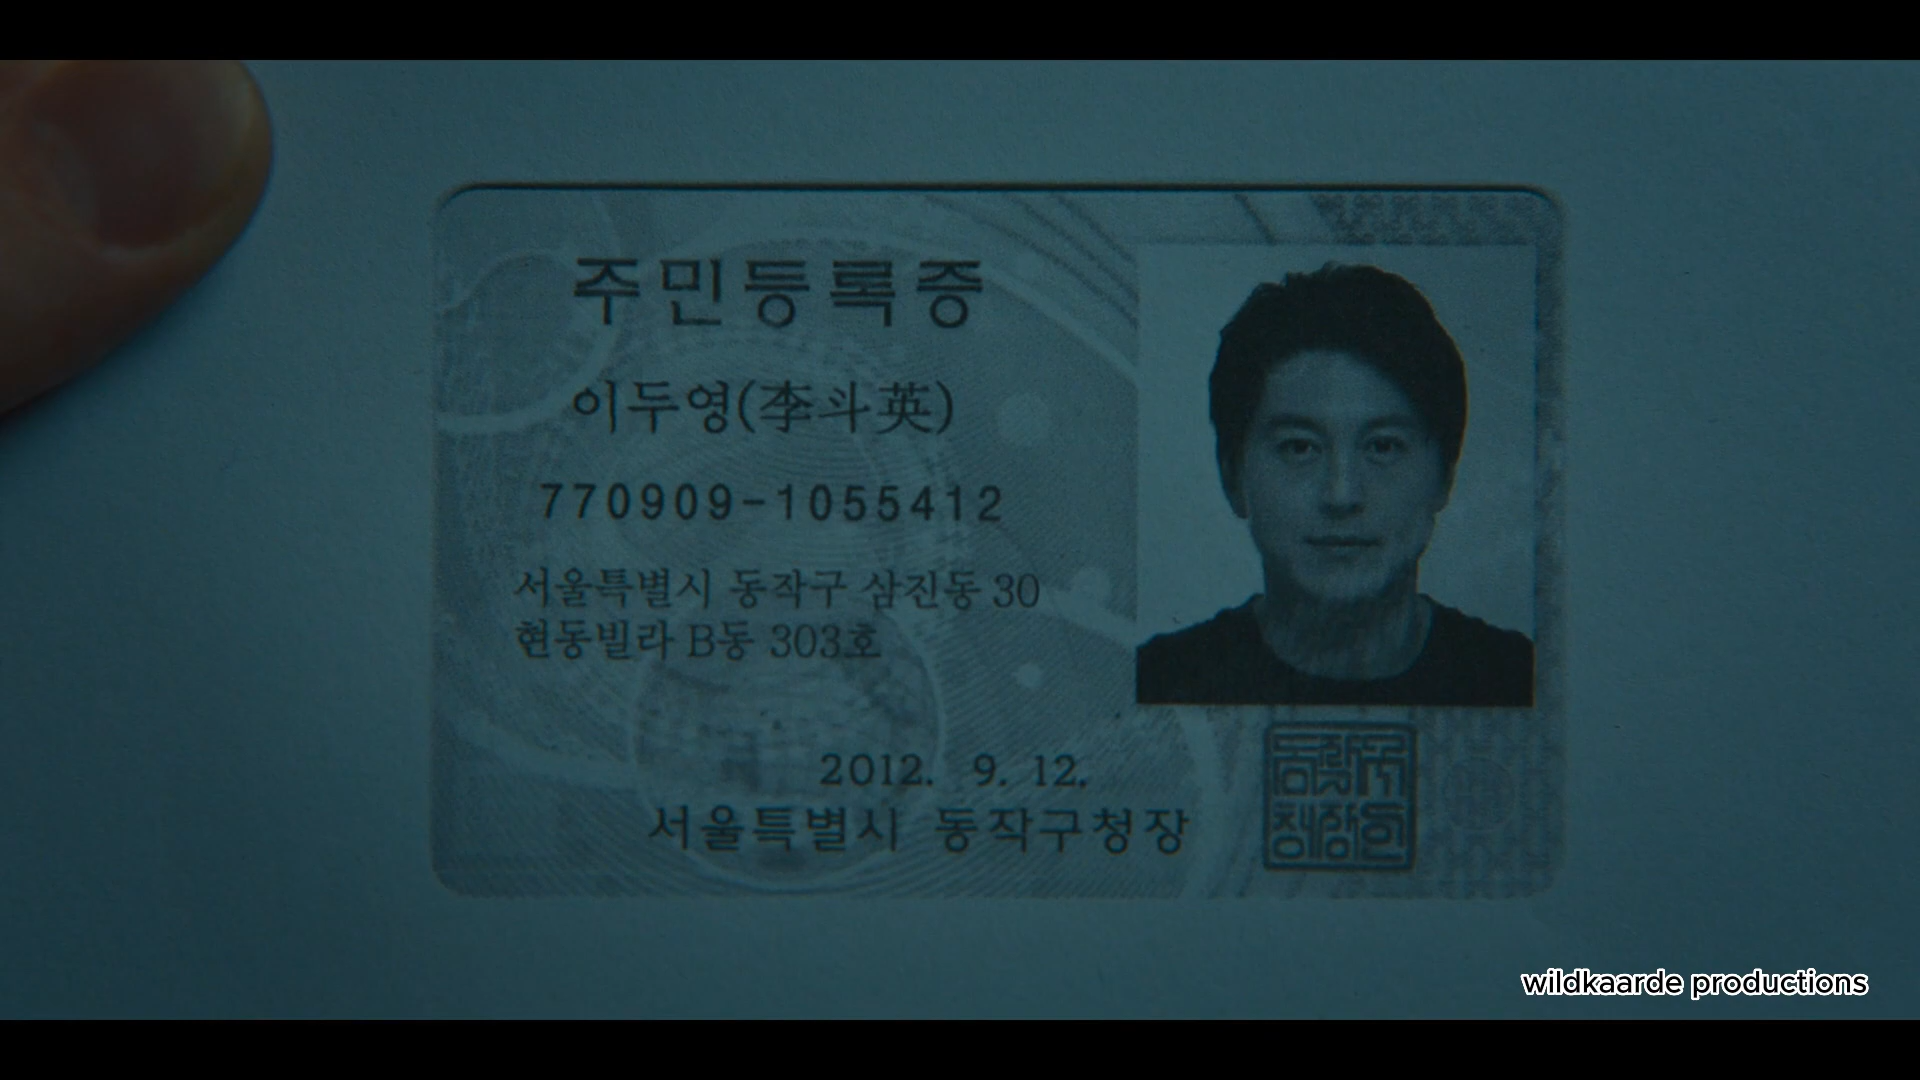 주민등록증
이두영(李斗英)
770909-1055412
서울특별시 동작구 삼진동 30
현동빌라 B동 303호
2012. 9. 12.
서울특별시 동작구청장
wildkaarde productions